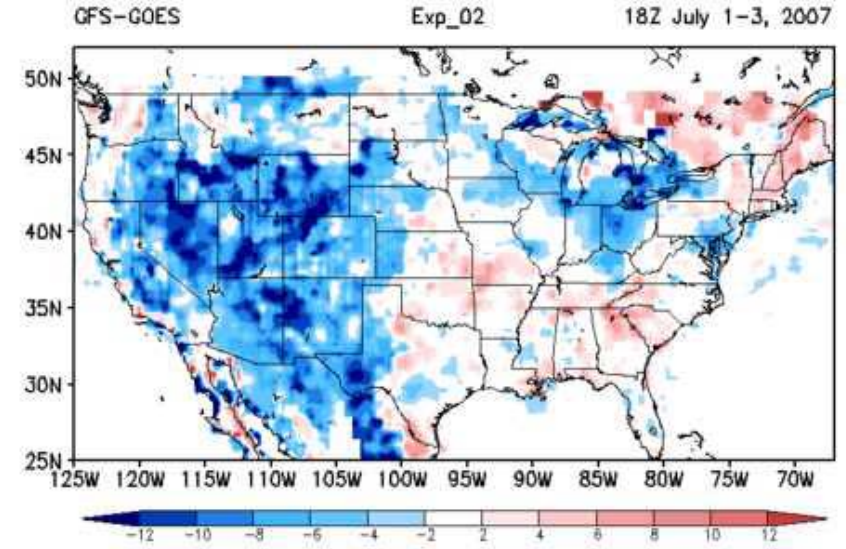 GFS-GOES Exp_02 18Z July 1-3, 2007
50N
45N
40N
35N
30N
25N
125W 120W 115W 110W 105W 100W 95W 90W 85W 80W 75W 70W
-12 -10 -8 -6 -4 -2 2 4 6 8 10 12